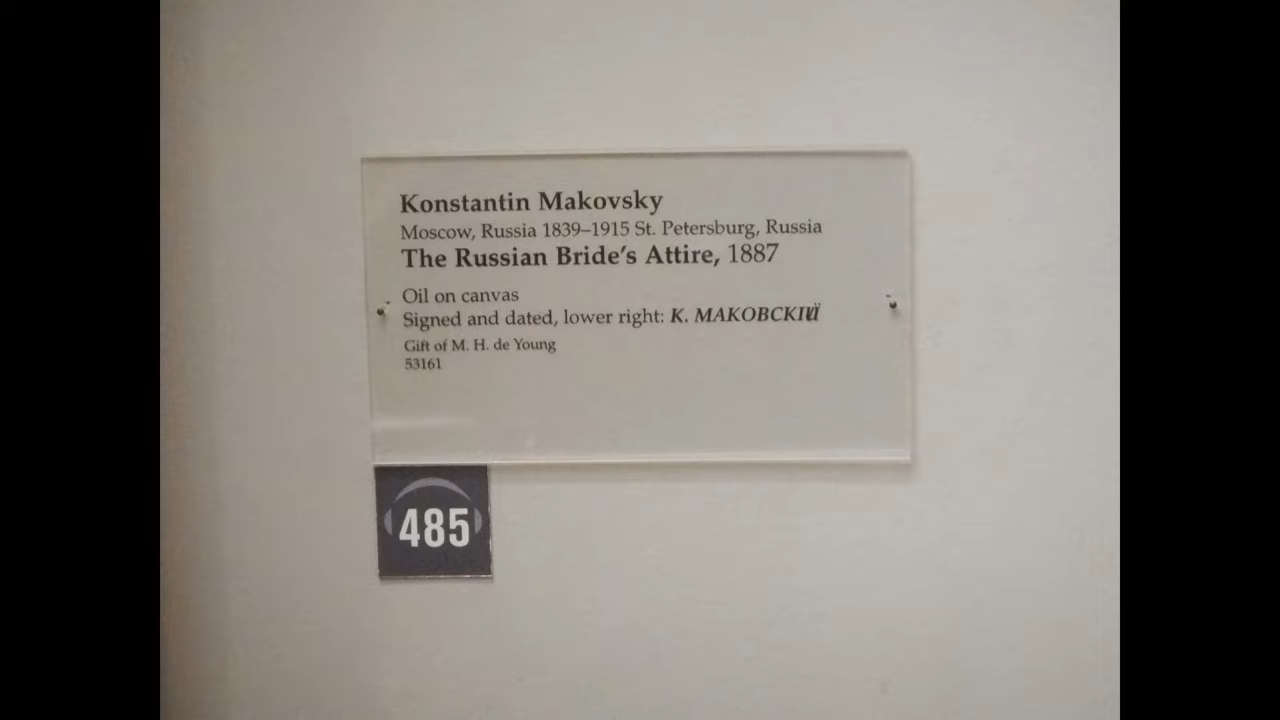 Konstantin Makovsky
Moscow, Russia 1839–1915 St. Petersburg, Russia
The Russian Bride's Attire, 1887
Oil on canvas
Signed and dated, lower right: K. МАКОВСКІЙ
Gift of M. H. de Young
53161
485